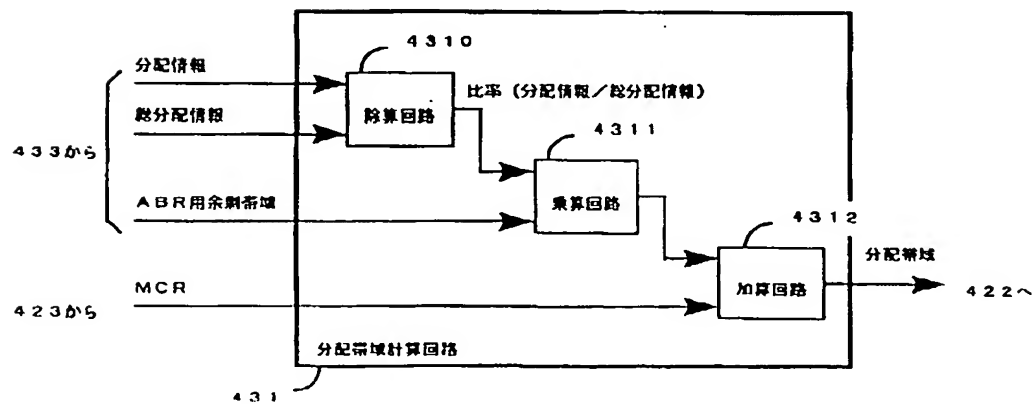 4310
分配情報
比率（分配情報／総分配情報）
除算回路
総分配情報
4311
433から
乗算回路
ABR用余剰帯域
4312
分配帯域
MCR
加算回路
422へ
423から
分配帯域計算回路
431